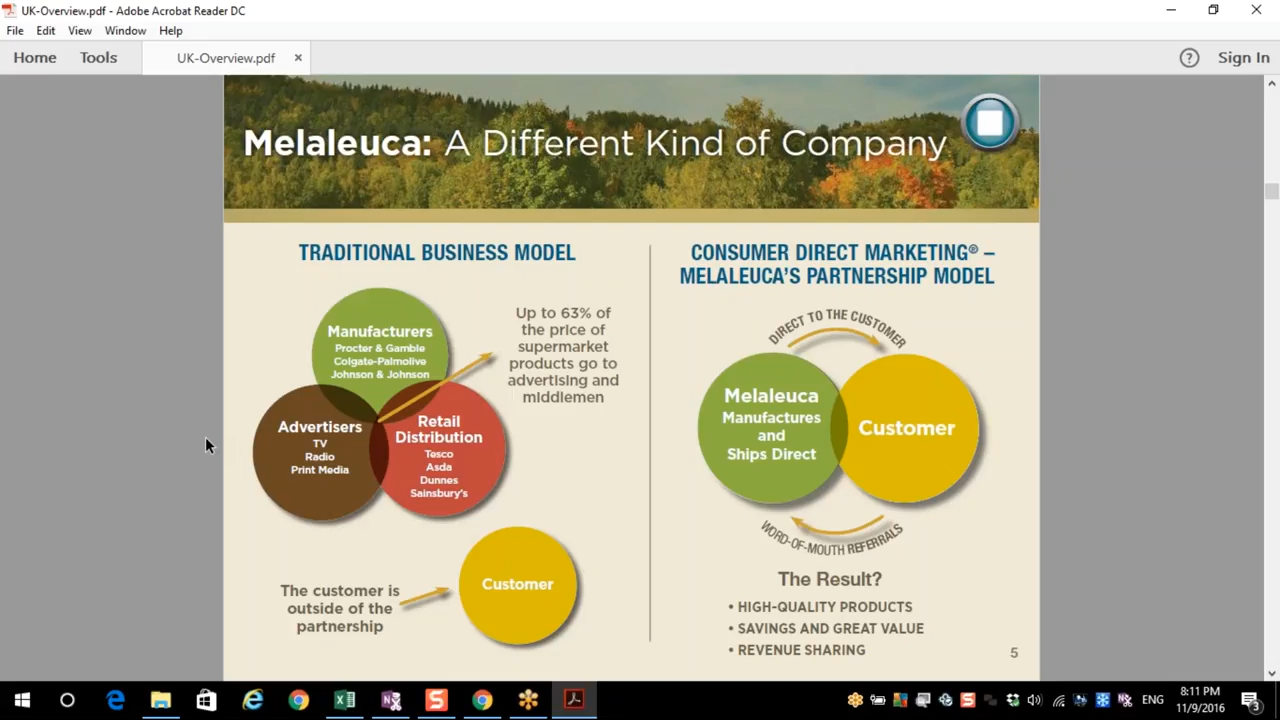 UK-Overview.pdf - Adobe Acrobat Reader DC
File Edit View Window Help
Home Tools UK-Overview.pdf × ? Sign In
Melaleuca: A Different Kind of Company
TRADITIONAL BUSINESS MODEL
Manufacturers
Procter & Gamble
Colgate-Palmolive
Johnson & Johnson
Advertisers
TV
Radio
Print Media
Retail
Distribution
Tesco
Asda
Dunnes
Sainsbury's
Up to 63% of
the price of
supermarket
products go to
advertising and
middlemen
The customer is
outside of the
partnership
Customer
CONSUMER DIRECT MARKETING® –
MELALEUCA'S PARTNERSHIP MODEL
DIRECT TO THE CUSTOMER
Melaleuca
Manufactures
and
Ships Direct
Customer
WORD-OF-MOUTH REFERRALS
The Result?
• HIGH-QUALITY PRODUCTS
• SAVINGS AND GREAT VALUE
• REVENUE SHARING
5
ENG
8:11 PM
11/9/2016
3